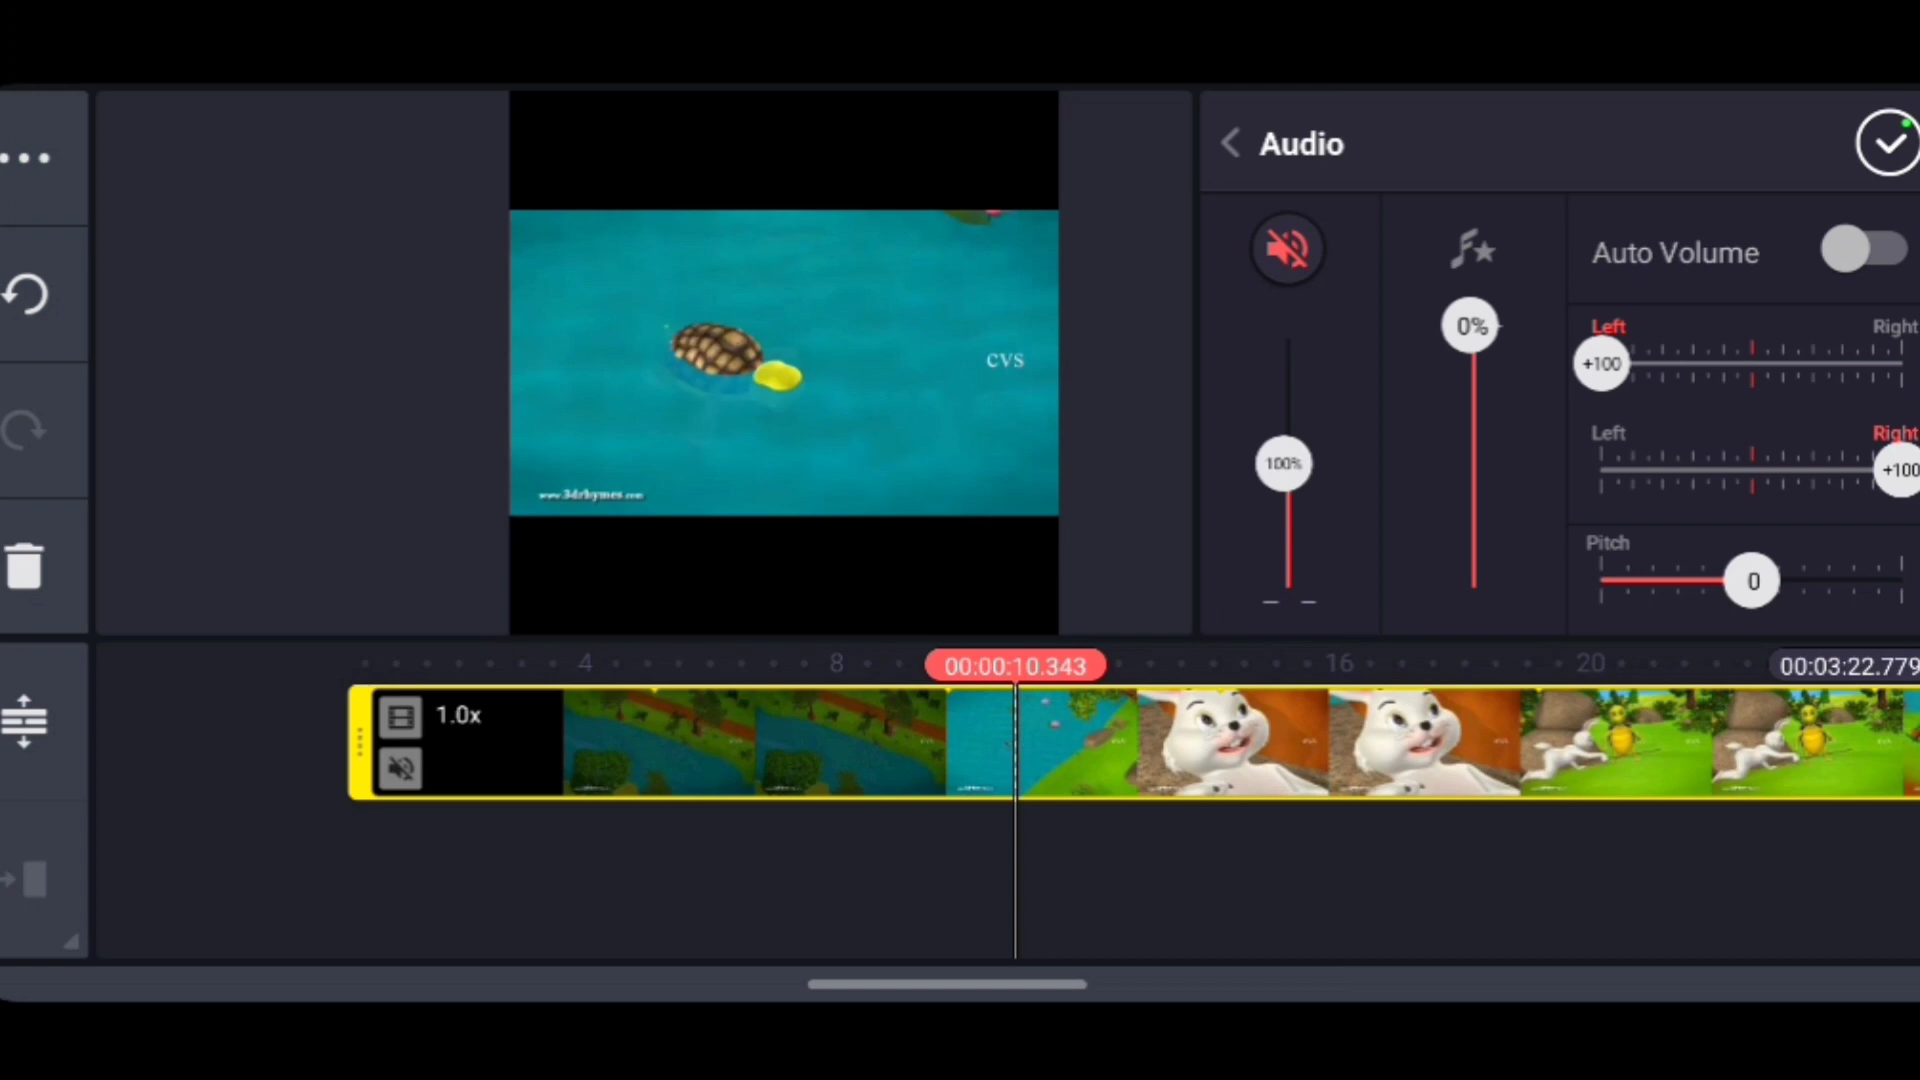 Audio
Auto Volume
0%
100%
Left
Right
+100
Left
Right
+100
Pitch
0
CVS
www.3drhymes.com
4
8
00:00:10.343
16
20
00:03:22.779
1.0x